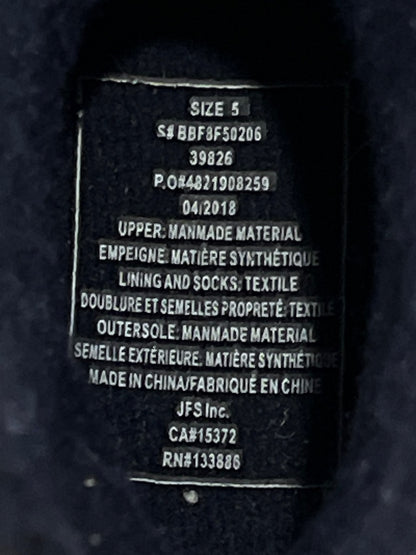 SIZE 5
S# BBF8F50206
39826
P.O#4821908259
04/2018
UPPER: MANMADE MATERIAL
EMPEIGNE: MATIÈRE SYNTHÉTIQUE
LINING AND SOCKS: TEXTILE
DOUBLURE ET SEMELLES PROPRETÉ: TEXTILE
OUTERSOLE: MANMADE MATERIAL
SEMELLE EXTÉRIEURE: MATIÈRE SYNTHÉTIQUE
MADE IN CHINA/FABRIQUÉ EN CHINE
JFS Inc.
CA#15372
RN#133886